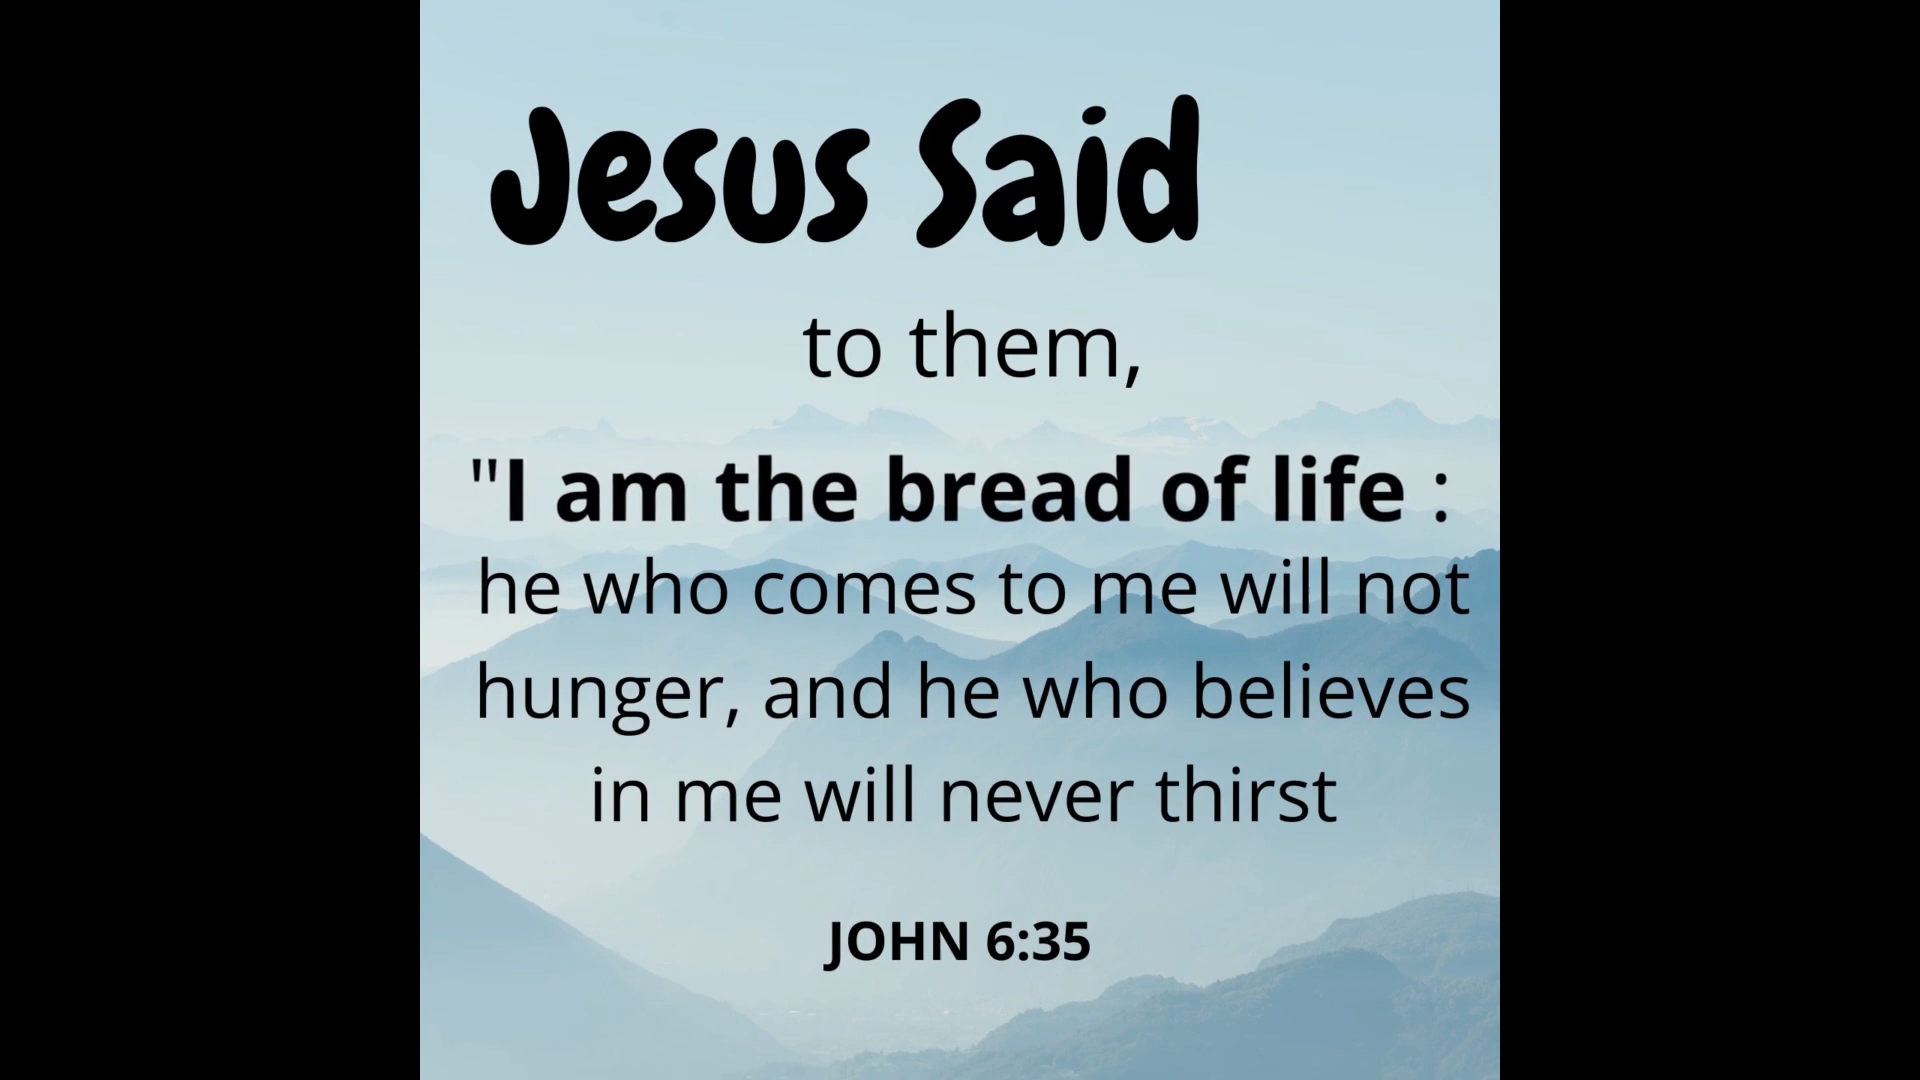 Jesus Said
to them,
"I am the bread of life :
he who comes to me will not
hunger, and he who believes
in me will never thirst
JOHN 6:35